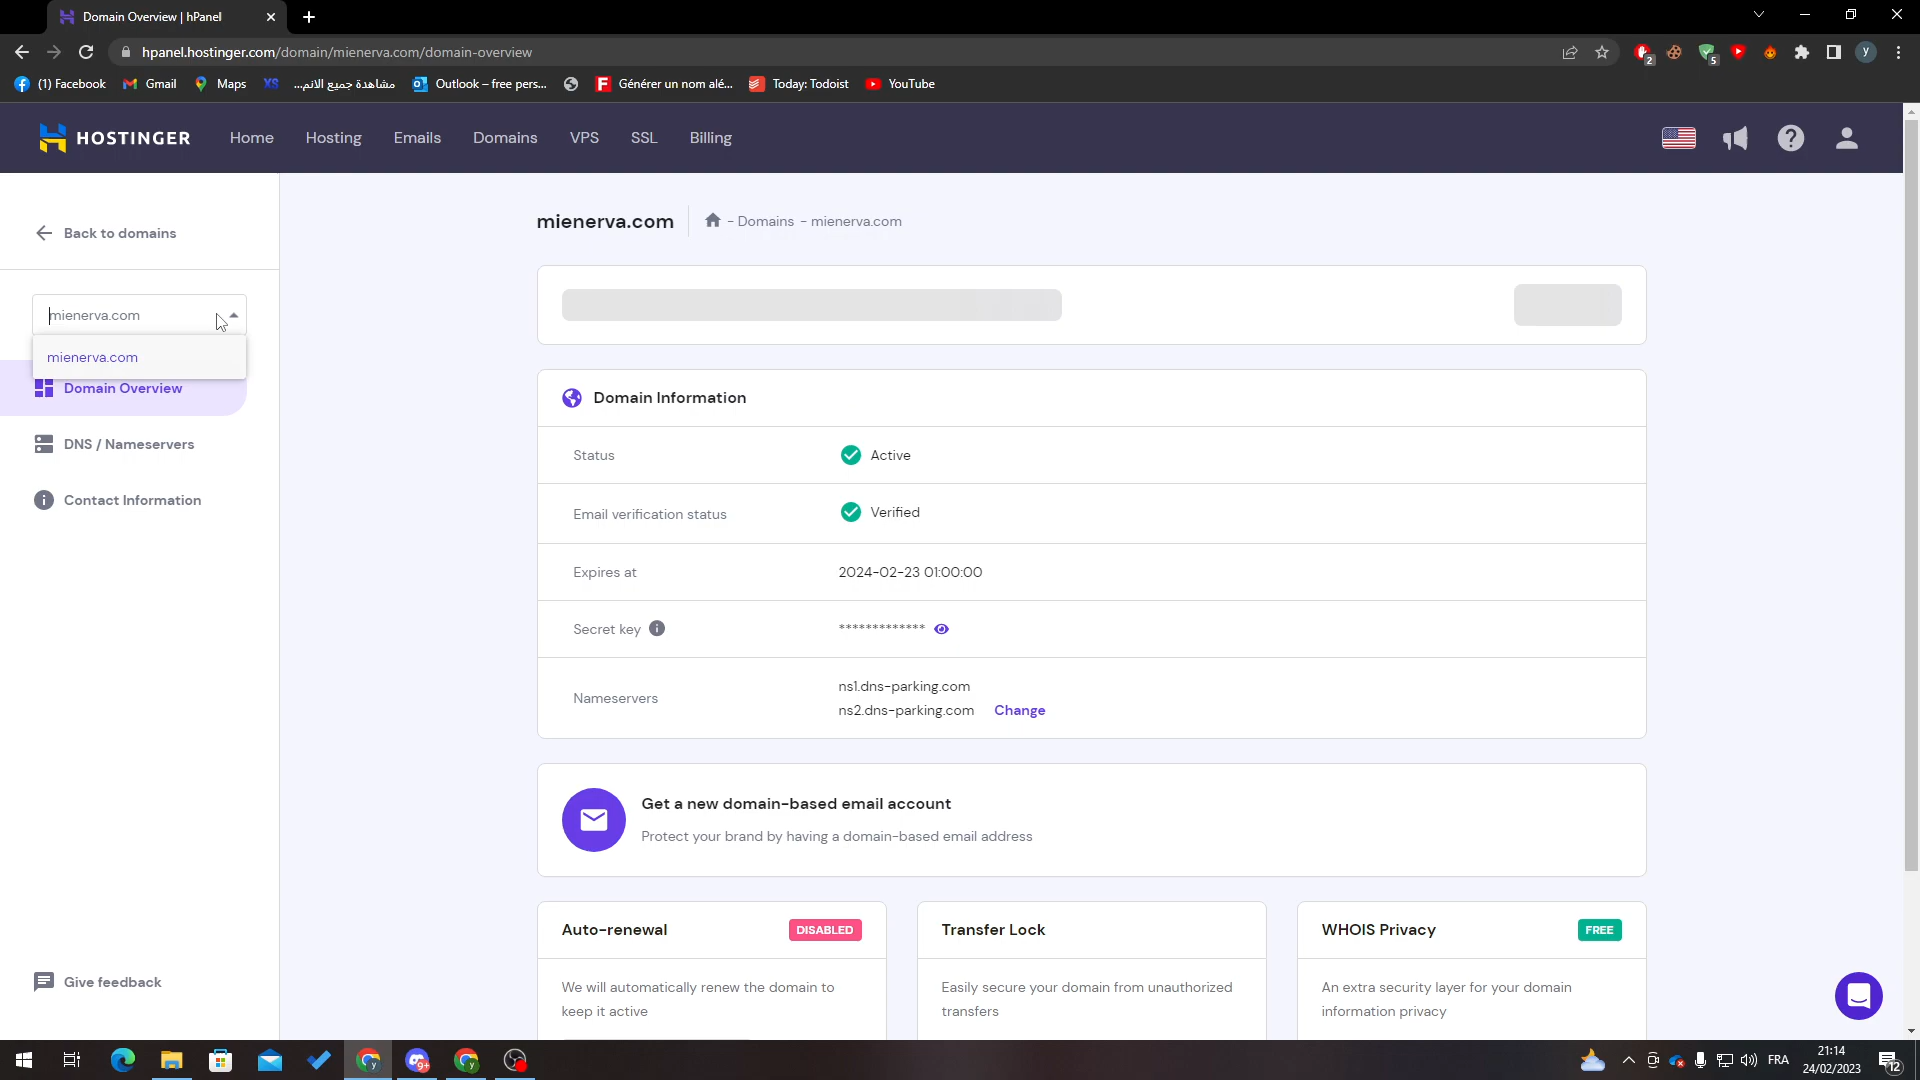 Domain Overview | hPanel
hpanel.hostinger.com/domain/mienerva.com/domain-overview
2
5
y
(1) Facebook
Gmail
Maps
XS
مشاهدة جميع الانم...
Outlook – free pers...
Générer un nom alé...
Today: Todoist
YouTube
HOSTINGER
Home
Hosting
Emails
Domains
VPS
SSL
Billing
Back to domains
mienerva.com
mienerva.com
Domain Overview
DNS / Nameservers
Contact Information
Give feedback
mienerva.com
- Domains - mienerva.com
Domain Information
Status
Active
Email verification status
Verified
Expires at
2024-02-23 01:00:00
Secret key
*************
Nameservers
ns1.dns-parking.com
ns2.dns-parking.com
Change
Get a new domain-based email account
Protect your brand by having a domain-based email address
Auto-renewal
DISABLED
We will automatically renew the domain to
keep it active
Transfer Lock
Easily secure your domain from unauthorized
transfers
WHOIS Privacy
FREE
An extra security layer for your domain
information privacy
9+
FRA
21:14
24/02/2023
12